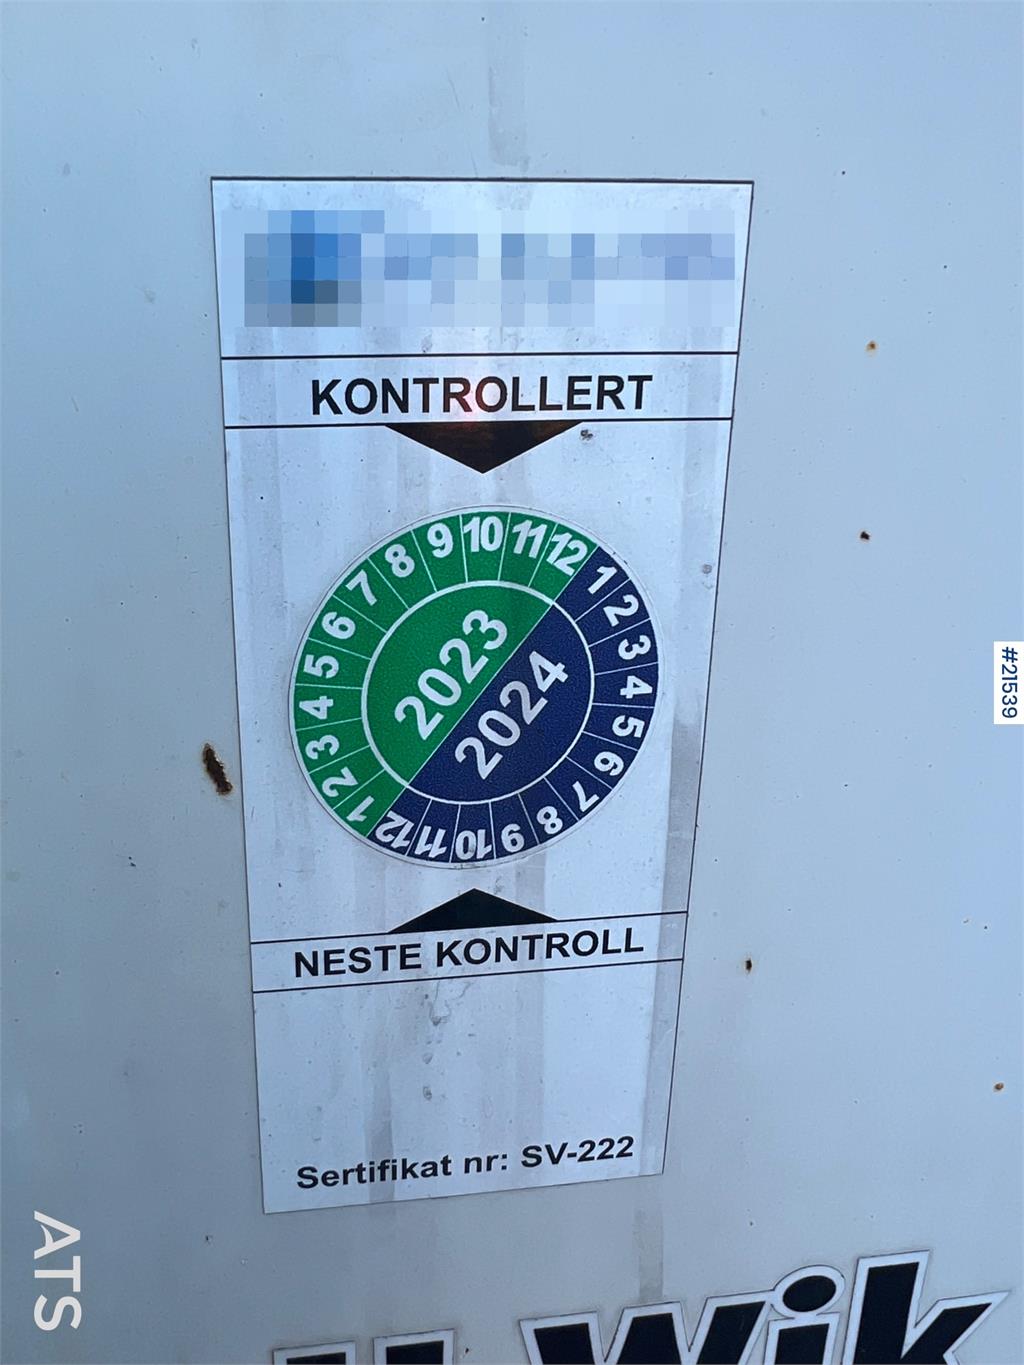 KONTROLLERT
1 2 3 4 5 6 7 8 9 10 11 12
2023
2024
1 2 3 4 5 6 7 8 9 10 11 12
NESTE KONTROLL
Sertifikat nr: SV-222
Wik
#21539
ATS